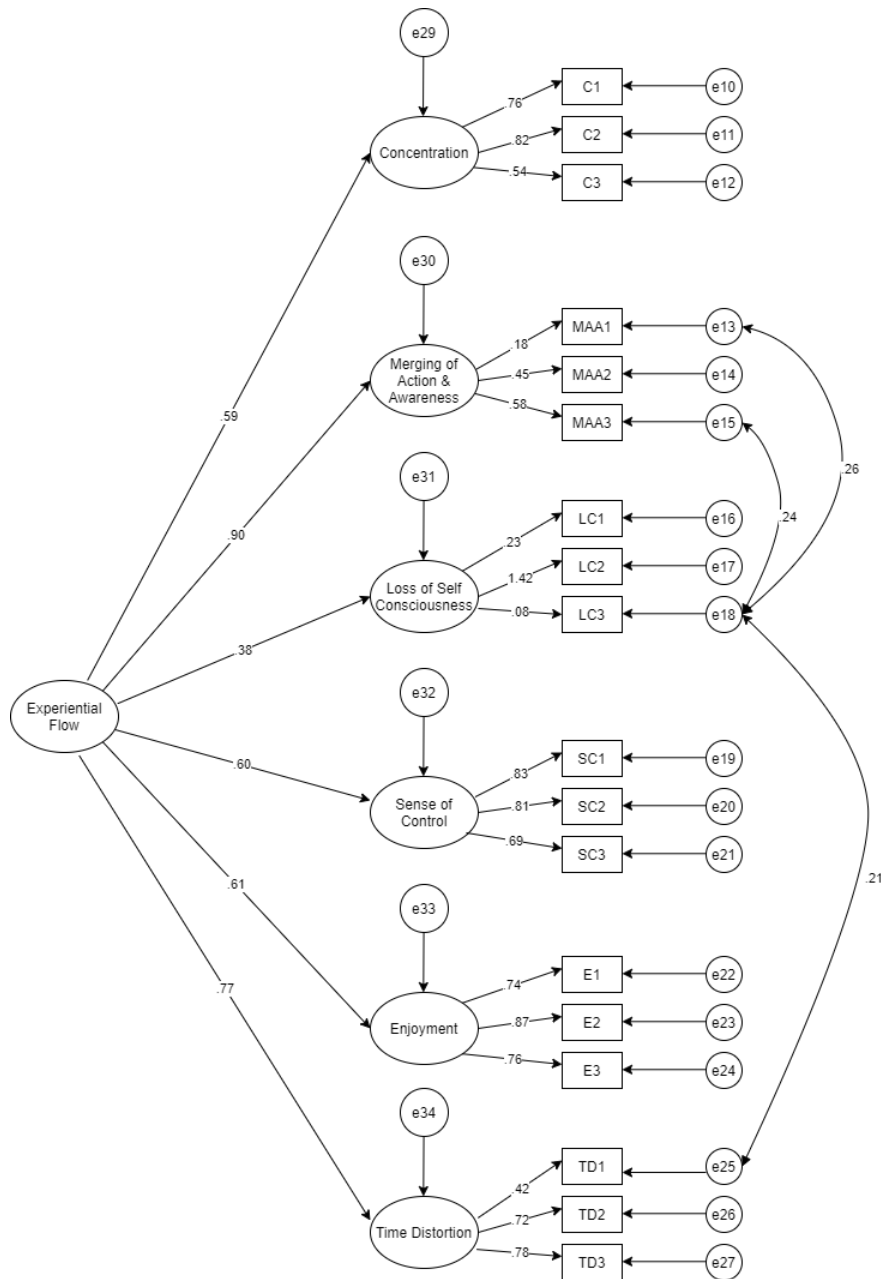 e29
C1
e10
.76
C2
e11
.82
Concentration
.54
C3
e12
e30
MAA1
e13
.18
Merging of
Action &
Awareness
.45
MAA2
e14
.58
MAA3
e15
.59
e31
.26
LC1
e16
.24
.23
.90
LC2
e17
1.42
Loss of Self
Consciousness
.08
LC3
e18
.38
Experiential
Flow
e32
.60
SC1
e19
.83
Sense of
Control
.81
SC2
e20
.69
SC3
e21
.61
.21
e33
.77
E1
e22
.74
Enjoyment
.87
E2
e23
.76
E3
e24
e34
TD1
e25
.42
Time Distortion
.72
TD2
e26
.78
TD3
e27